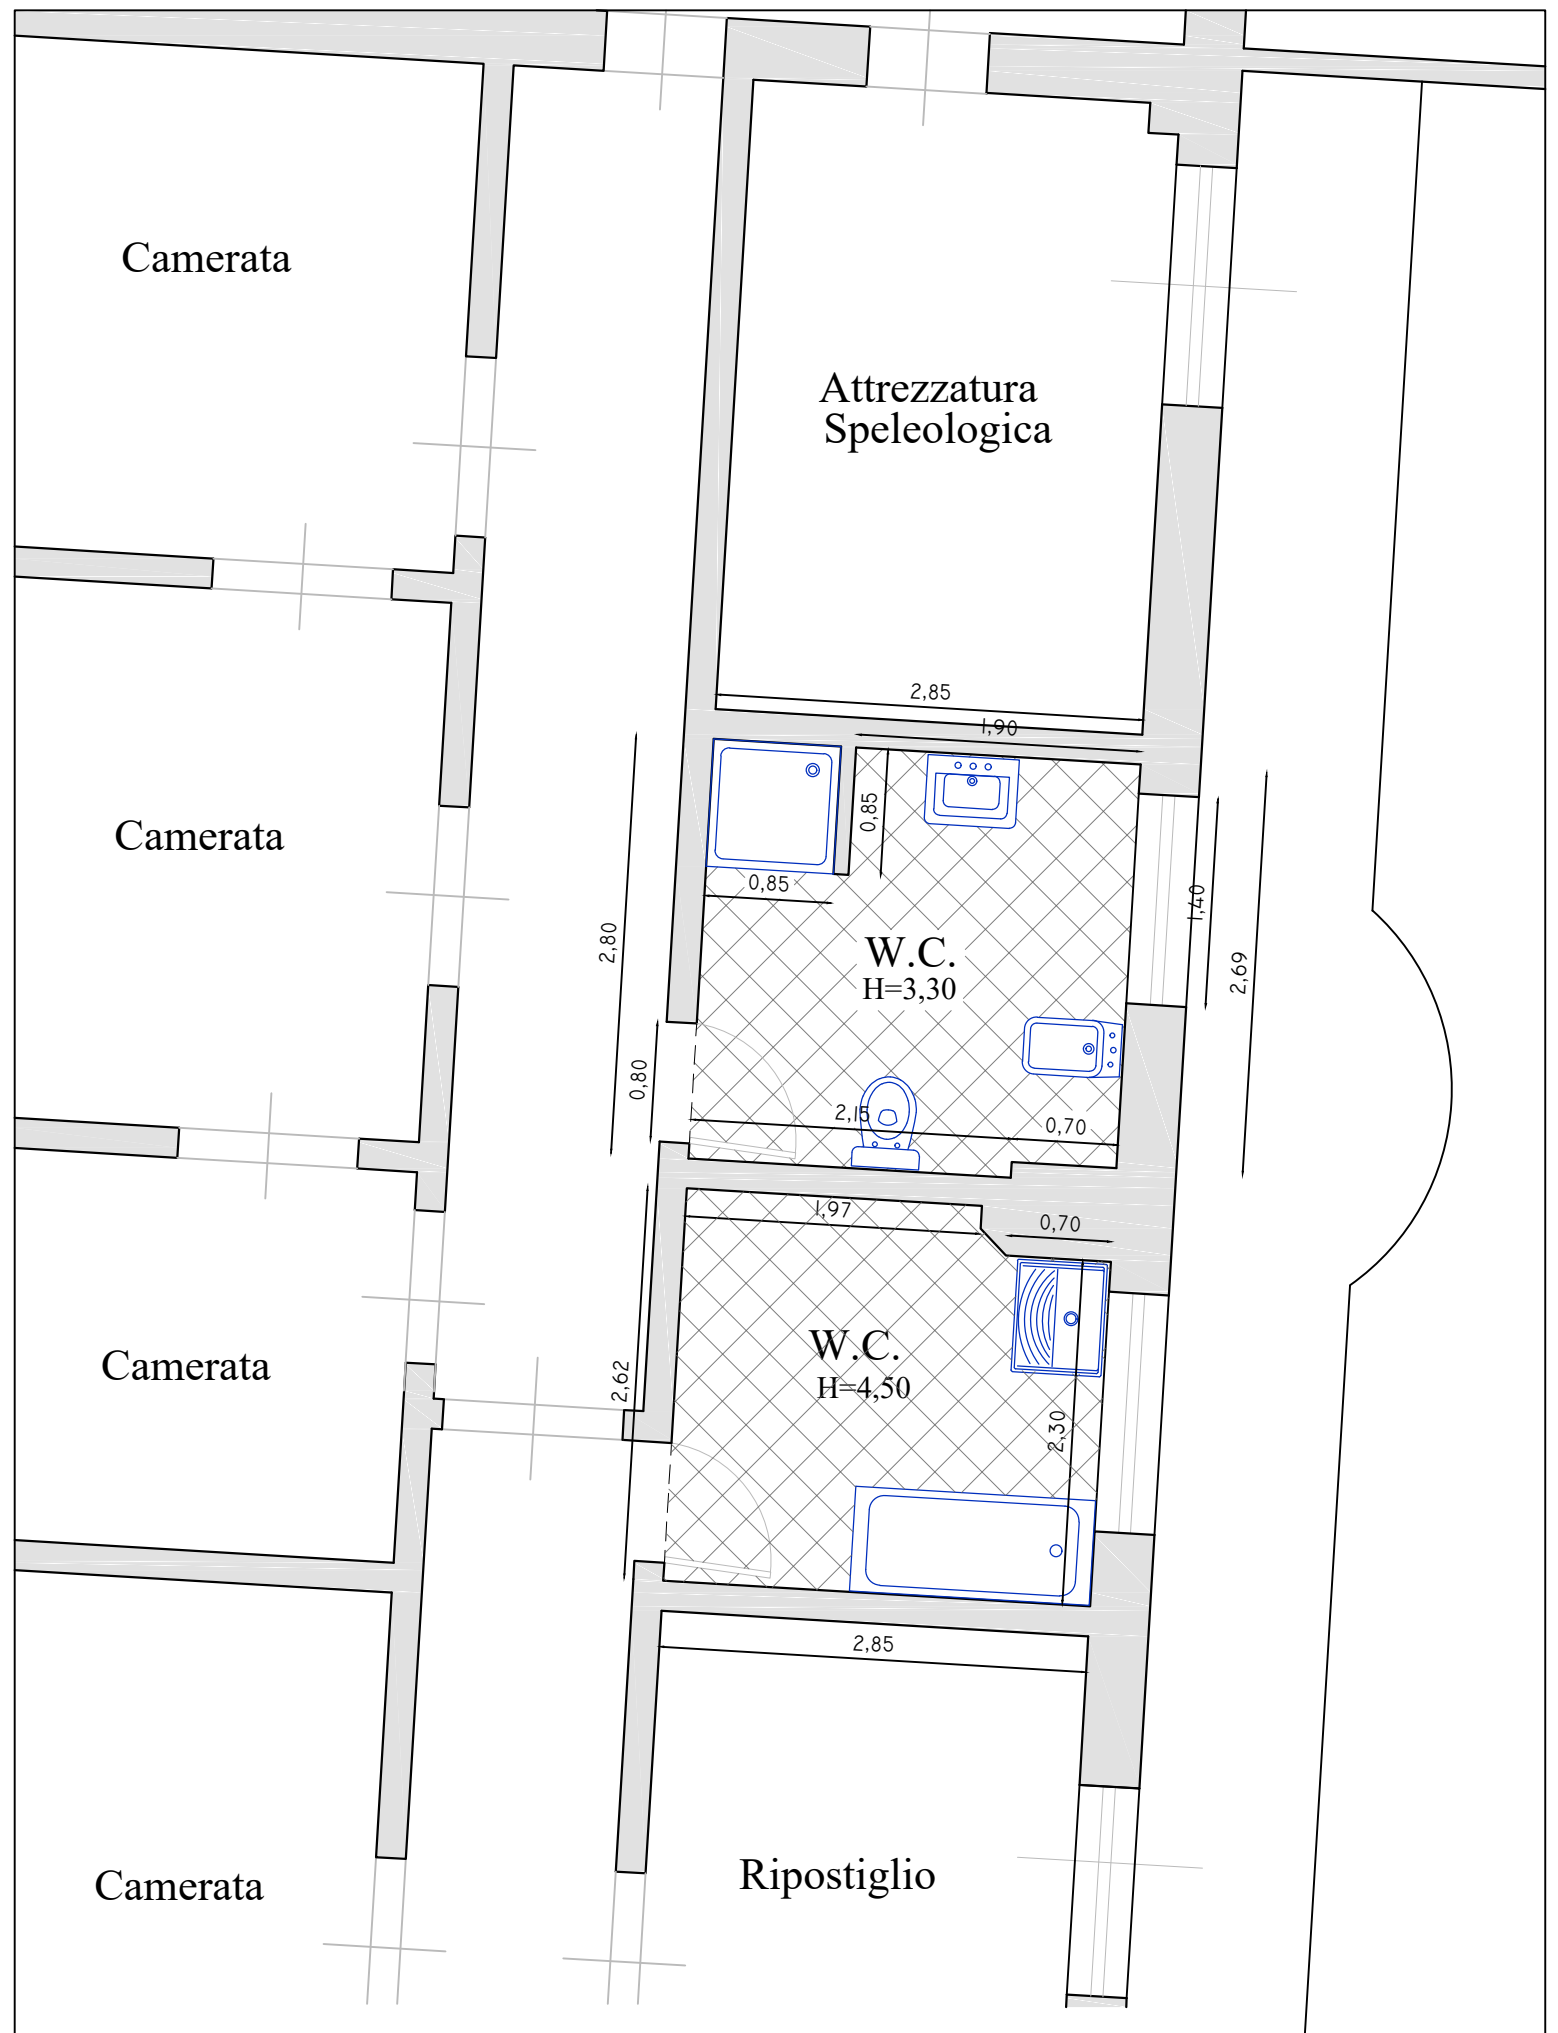 Camerata
Attrezzatura
Speleologica
2,85
1,90
0,85
Camerata
0,85
1,40
2,80
W.C.
H=3,30
2,69
0,80
2,15
0,70
1,97
0,70
W.C.
H=4,50
Camerata
2,62
2,30
2,85
Ripostiglio
Camerata